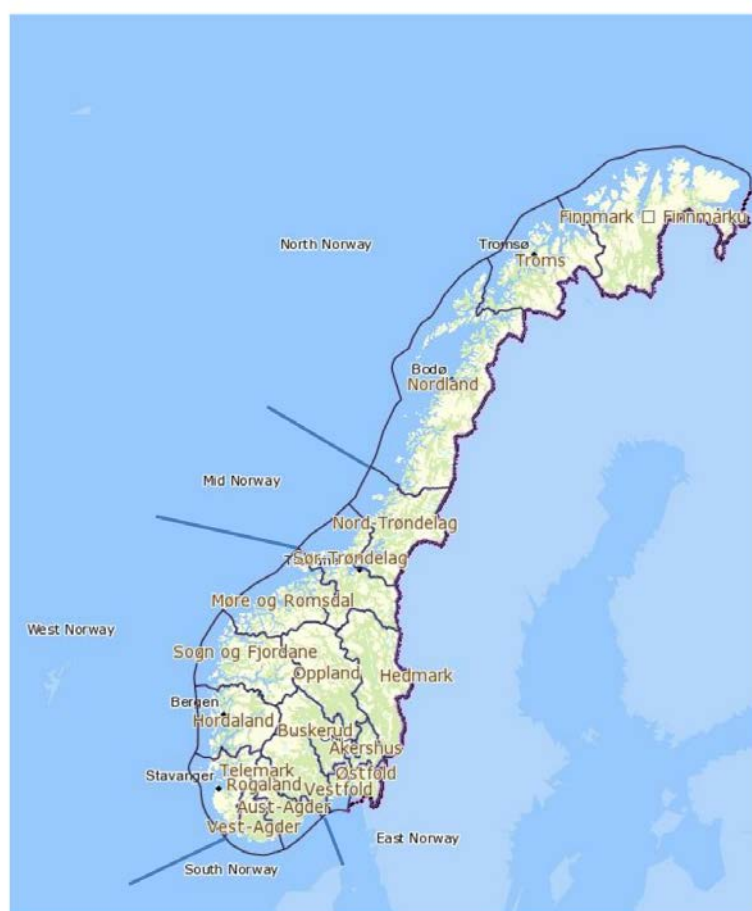 Finnmark □ Finnmárku
North Norway
Tromsø
Troms
Bodø
Nordland
Mid Norway
Nord-Trøndelag
Sør-Trøndelag
Møre og Romsdal
West Norway
Sogn og Fjordane
Oppland
Hedmark
Bergen
Hordaland
Buskerud
Akershus
Stavanger
Telemark
Østfold
Rogaland
Vestfold
Aust-Agder
Vest-Agder
East Norway
South Norway